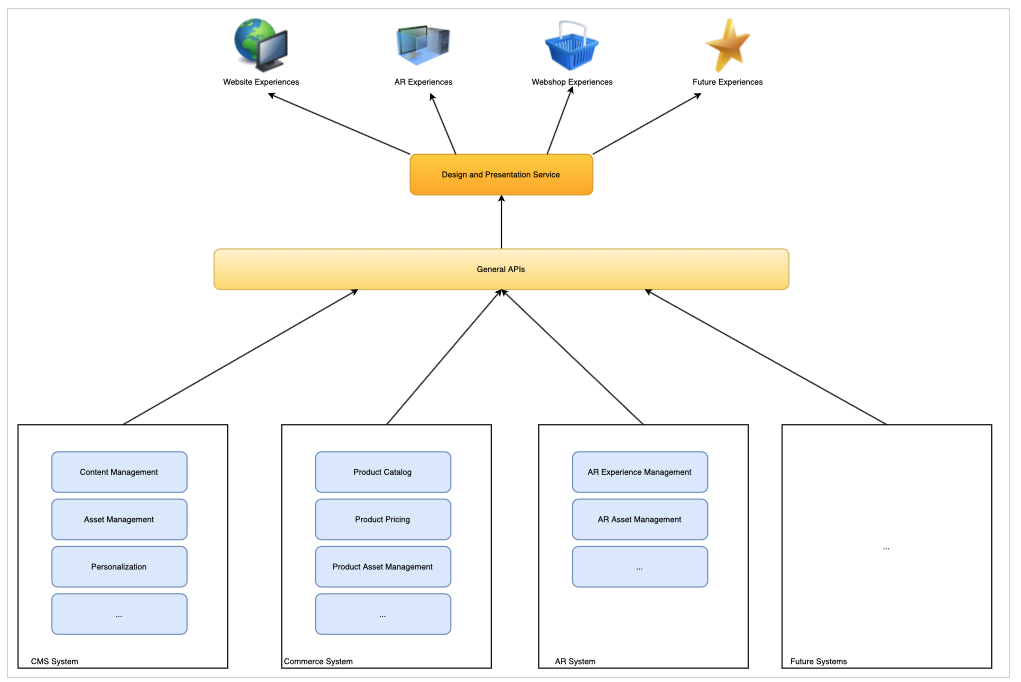 Website Experiences
AR Experiences
Webshop Experiences
Future Experiences
Design and Presentation Service
General APIs
Content Management
Asset Management
Personalization
...
CMS System
Product Catalog
Product Pricing
Product Asset Management
...
Commerce System
AR Experience Management
AR Asset Management
...
AR System
...
Future Systems